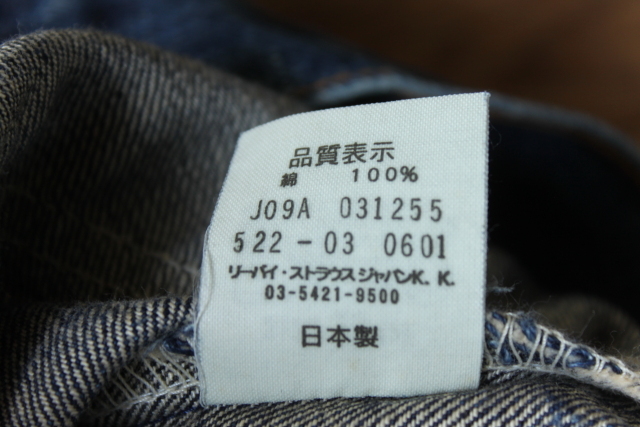 品質表示
綿 100%
J09A 031255
522-03 0601
リーバイ・ストラウスジャパンK.K.
03-5421-9500
日本製